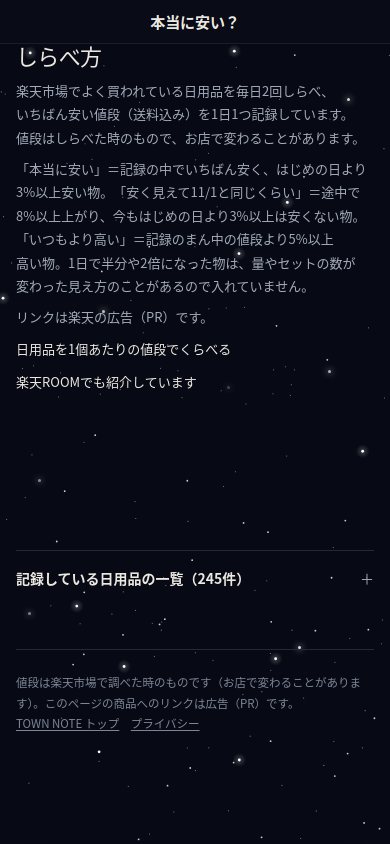 本当に安い？
しらべ方
楽天市場でよく買われている日用品を毎日2回しらべ、
いちばん安い値段（送料込み）を1日1つ記録しています。
値段はしらべた時のもので、お店で変わることがあります。
「本当に安い」＝記録の中でいちばん安く、はじめの日より
3%以上安い物。「安く見えて11/1と同じくらい」＝途中で
8%以上上がり、今もはじめの日より3%以上は安くない物。
「いつもより高い」＝記録のまん中の値段より5%以上
高い物。1日で半分や2倍になった物は、量やセットの数が
変わった見え方のことがあるので入れていません。
リンクは楽天の広告（PR）です。
日用品を1個あたりの値段でくらべる
楽天ROOMでも紹介しています
記録している日用品の一覧（245件） +
値段は楽天市場で調べた時のものです（お店で変わることがありま
す）。このページの商品へのリンクは広告（PR）です。
TOWN NOTE トップ プライバシー